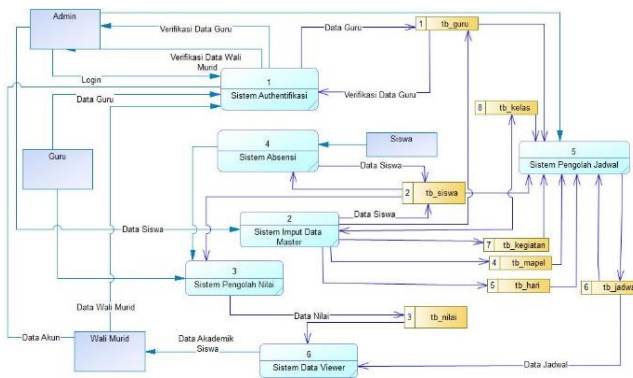 Admin
Verifikasi Data Guru
Verifikasi Data Wali
Murid
Login
Data Guru
Data Guru
1
Sistem Authentifikasi
1 tb_guru
Verifikasi Data Guru
8 tb_kelas
Guru
4
Sistem Absensi
Siswa
5
Sistem Pengolah Jadwal
Data Siswa
2 tb_siswa
Data Siswa
Data Siswa
2
Sistem Imput Data
Master
7 tb_kegiatan
4 tb_mapel
5 tb_hari
6 tb_jadwa
3
Sistem Pengolah Nilai
Data Wali Murid
Data Nilai
3 tb_nilai
Data Akun
Wali Murid
Data Akademik
Siswa
6
Sistem Data Viewer
Data Jadwal